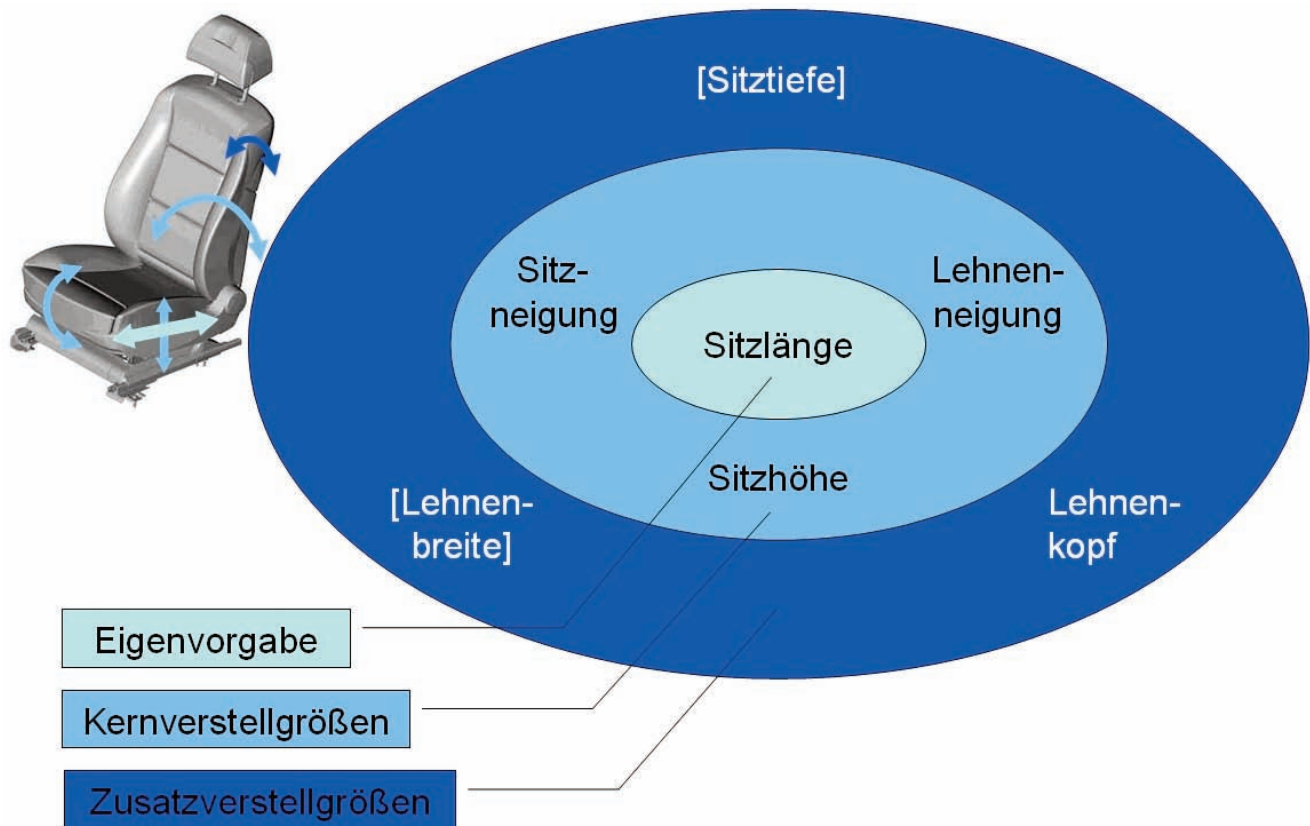 [Sitztiefe]
Sitz-
neigung
Lehnen-
neigung
Sitzlänge
Sitzhöhe
[Lehnen-
breite]
Lehnen-
kopf
Eigenvorgabe
Kernverstellgrößen
Zusatzverstellgrößen